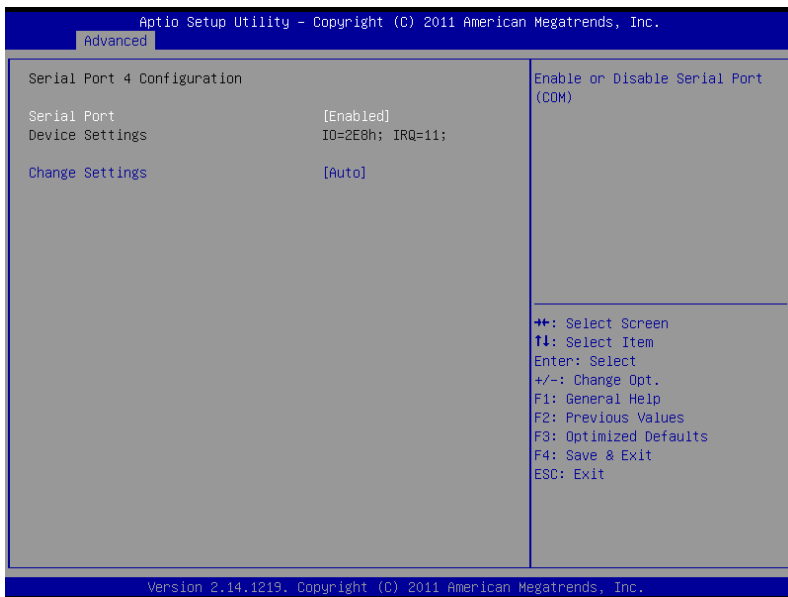 Aptio Setup Utility – Copyright (C) 2011 American Megatrends, Inc.
Advanced
Serial Port 4 Configuration
Serial Port [Enabled]
Device Settings IO=2E8h; IRQ=11;
Change Settings [Auto]
Enable or Disable Serial Port
(COM)
→←: Select Screen
↑↓: Select Item
Enter: Select
+/-: Change Opt.
F1: General Help
F2: Previous Values
F3: Optimized Defaults
F4: Save & Exit
ESC: Exit
Version 2.14.1219. Copyright (C) 2011 American Megatrends, Inc.